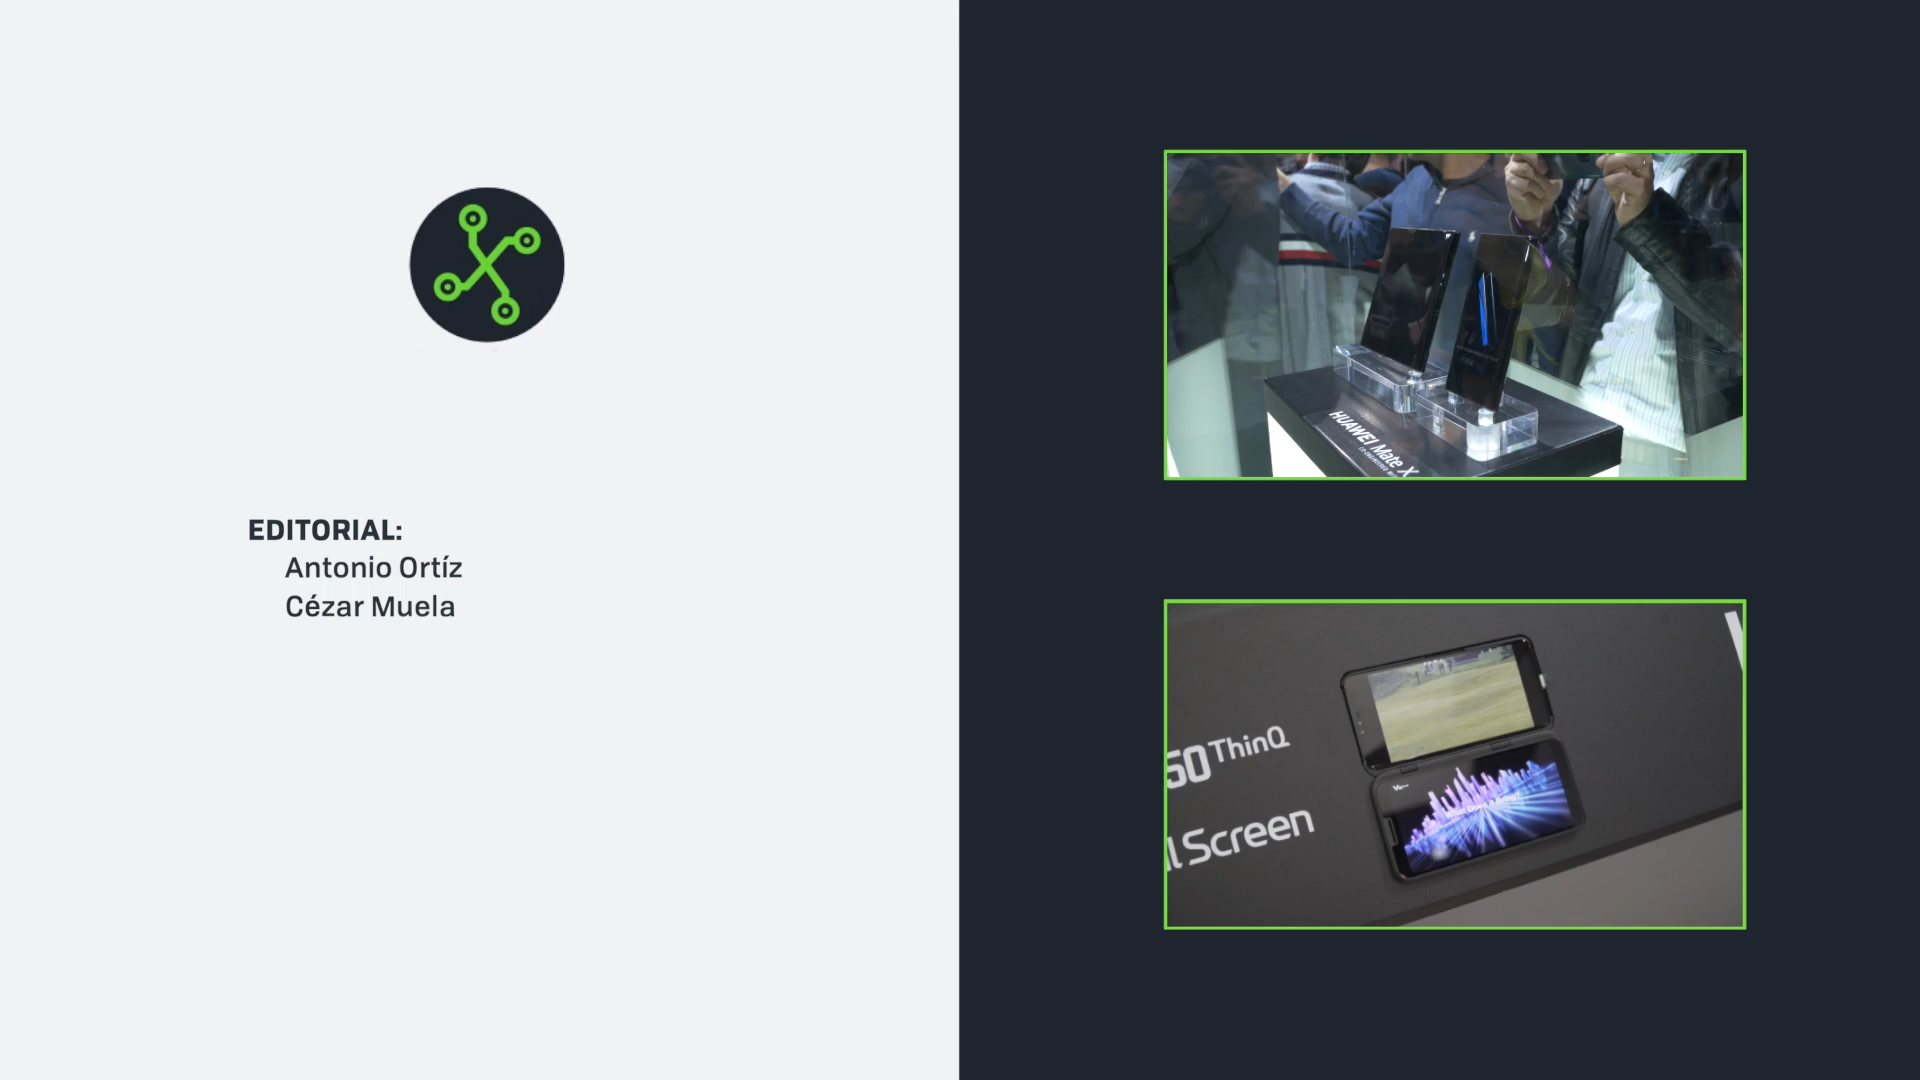 EDITORIAL:
Antonio Ortíz
Cézar Muela
HUAWEI Mate X
50 ThinQ
l Screen